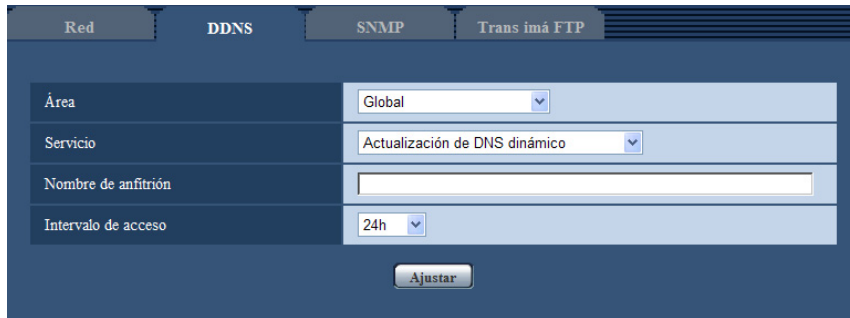 Red DDNS SNMP Trans imá FTP
Área Global
Servicio Actualización de DNS dinámico
Nombre de anfitrión
Intervalo de acceso 24h
Ajustar